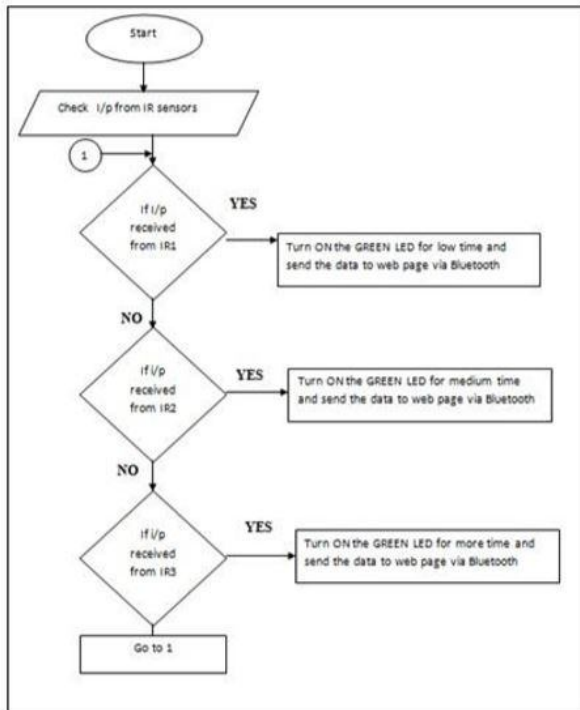 Start
Check I/p from IR sensors
1
If I/p
received
from IR1
YES
Turn ON the GREEN LED for low time and
send the data to web page via Bluetooth
NO
If i/p
received
from IR2
YES
Turn ON the GREEN LED for medium time
and send the data to web page via Bluetooth
NO
If i/p
received
from IR3
YES
Turn ON the GREEN LED for more time and
send the data to web page via Bluetooth
Go to 1